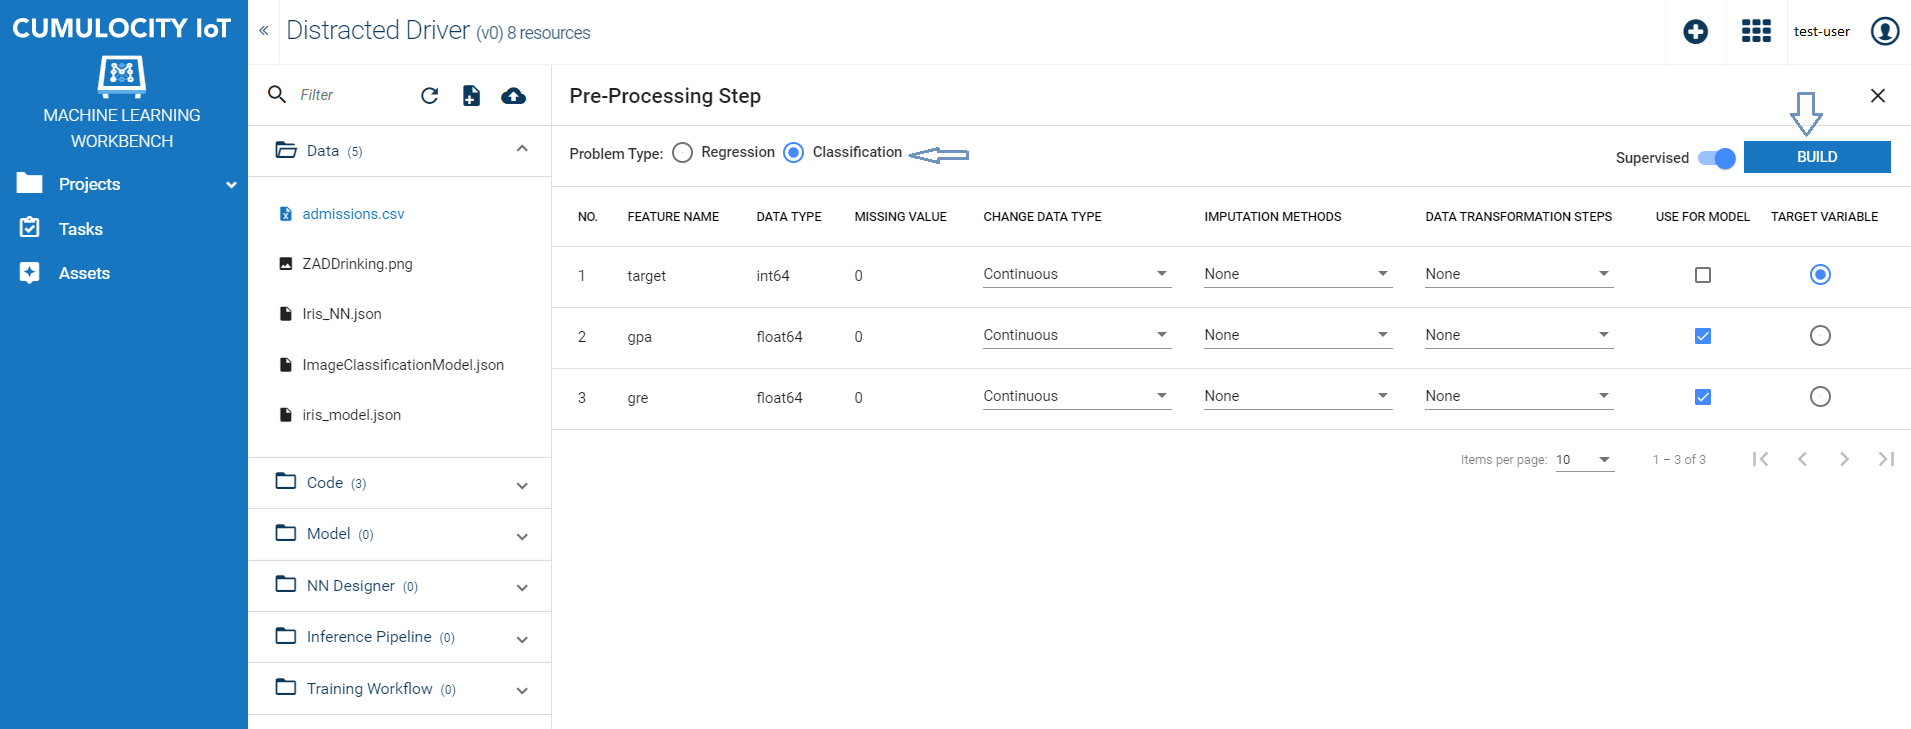 CUMULOCITY IoT
MACHINE LEARNING
WORKBENCH
Projects
Tasks
Assets
Distracted Driver (v0) 8 resources
test-user
Filter
Data (5)
admissions.csv
ZADDrinking.png
Iris_NN.json
ImageClassificationModel.json
iris_model.json
Code (3)
Model (0)
NN Designer (0)
Inference Pipeline (0)
Training Workflow (0)
Pre-Processing Step
Problem Type: Regression Classification
Supervised BUILD
NO. FEATURE NAME DATA TYPE MISSING VALUE CHANGE DATA TYPE IMPUTATION METHODS DATA TRANSFORMATION STEPS USE FOR MODEL TARGET VARIABLE
1 target int64 0 Continuous None None
2 gpa float64 0 Continuous None None
3 gre float64 0 Continuous None None
Items per page: 10 1 – 3 of 3